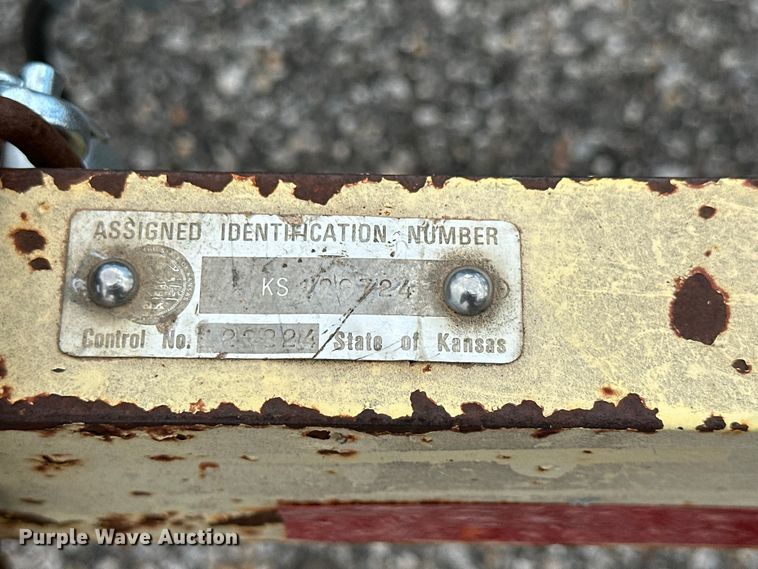 ASSIGNED IDENTIFICATION NUMBER
KS
Control No. State of Kansas
Purple Wave Auction